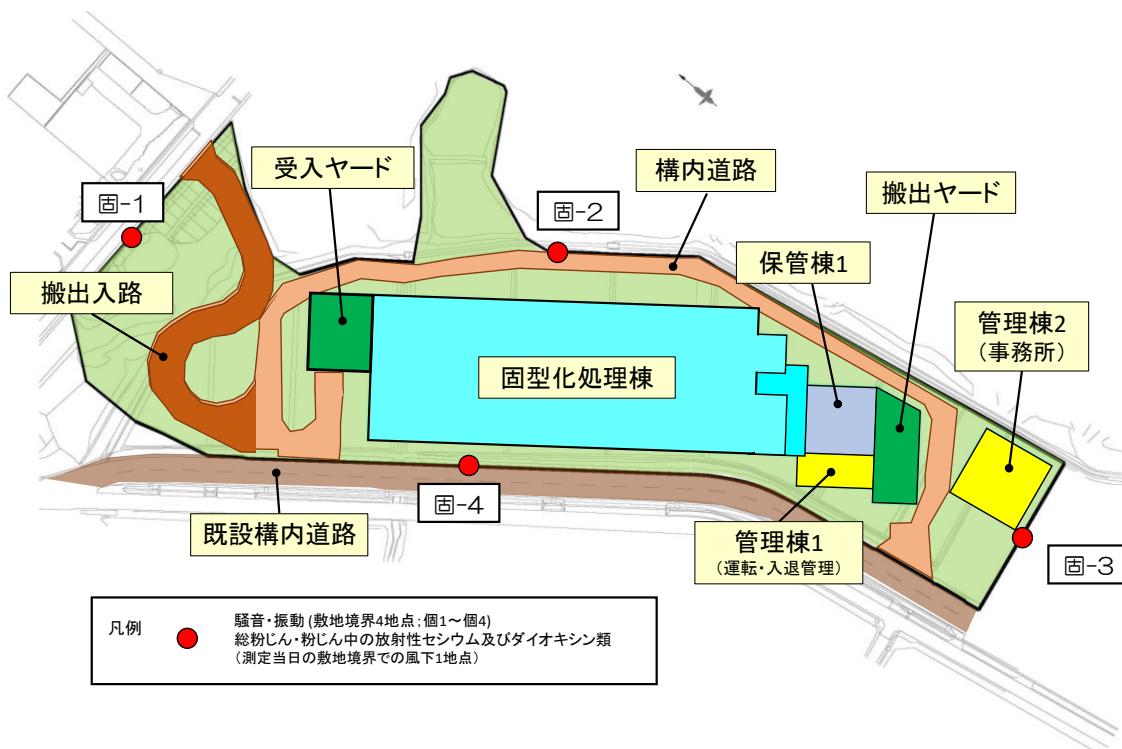 受入ヤード
構内道路
搬出ヤード
固-1
固-2
保管棟1
搬出入路
管理棟2
(事務所)
固型化処理棟
固-4
既設構内道路
管理棟1
(運転・入退管理)
固-3
凡例
騒音・振動 (敷地境界4地点:個1~個4)
総粉じん・粉じん中の放射性セシウム及びダイオキシン類
(測定当日の敷地境界での風下1地点)